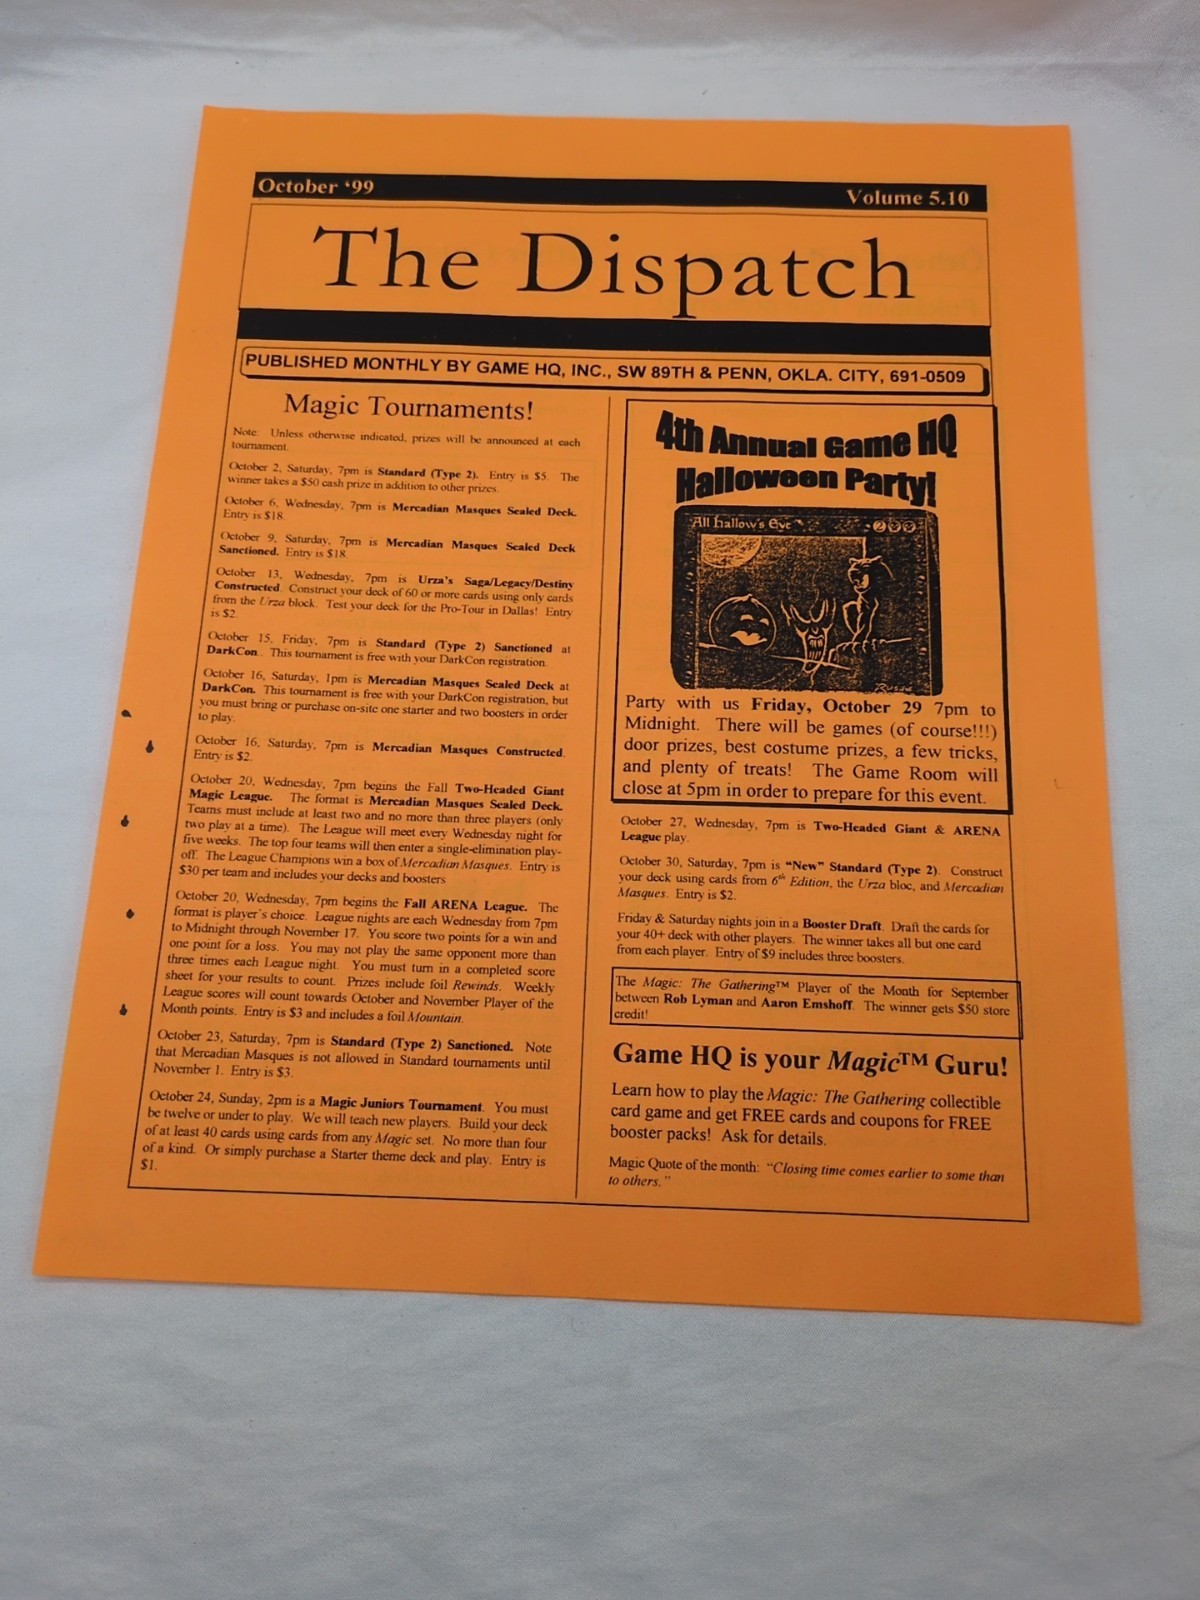 October ‘99
Volume 5.10
The Dispatch
PUBLISHED MONTHLY BY GAME HQ, INC., SW 89TH & PENN, OKLA. CITY, 691-0509
Magic Tournaments!
Note: Unless otherwise indicated, prizes will be announced at each
tournament.
October 2, Saturday, 7pm is Standard (Type 2). Entry is $5. The
winner takes a $50 cash prize in addition to other prizes.
October 6, Wednesday, 7pm is Mercadian Masques Sealed Deck.
Entry is $18.
October 9, Saturday, 7pm is Mercadian Masques Sealed Deck
Sanctioned. Entry is $18.
October 13, Wednesday, 7pm is Urza's Saga/Legacy/Destiny
Constructed. Construct your deck of 60 or more cards using only cards
from the Urza block. Test your deck for the Pro-Tour in Dallas! Entry
is $2.
October 15, Friday, 7pm is Standard (Type 2) Sanctioned at
DarkCon. This tournament is free with your DarkCon registration.
October 16, Saturday, 1pm is Mercadian Masques Sealed Deck at
DarkCon. This tournament is free with your DarkCon registration, but
you must bring or purchase on-site one starter and two boosters in order
to play.
October 16, Saturday, 7pm is Mercadian Masques Constructed.
Entry is $2.
October 20, Wednesday, 7pm begins the Fall Two-Headed Giant
Magic League. The format is Mercadian Masques Sealed Deck.
Teams must include at least two and no more than three players (only
two play at a time). The League will meet every Wednesday night for
five weeks. The top four teams will then enter a single-elimination play-
off. The League Champions win a box of Mercadian Masques. Entry is
$30 per team and includes your decks and boosters
October 20, Wednesday, 7pm begins the Fall ARENA League. The
format is player's choice. League nights are each Wednesday from 7pm
to Midnight through November 17. You score two points for a win and
one point for a loss. You may not play the same opponent more than
three times each League night. You must turn in a completed score
sheet for your results to count. Prizes include foil Rewinds. Weekly
League scores will count towards October and November Player of the
Month points. Entry is $3 and includes a foil Mountain.
October 23, Saturday, 7pm is Standard (Type 2) Sanctioned. Note
that Mercadian Masques is not allowed in Standard tournaments until
November 1. Entry is $3.
October 24, Sunday, 2pm is a Magic Juniors Tournament. You must
be twelve or under to play. We will teach new players. Build your deck
of at least 40 cards using cards from any Magic set. No more than four
of a kind. Or simply purchase a Starter theme deck and play. Entry is
$1.
4th Annual Game HQ
Halloween Party!
All Hallow's Eve
2
Party with us Friday, October 29 7pm to
Midnight. There will be games (of course!!!)
door prizes, best costume prizes, a few tricks,
and plenty of treats! The Game Room will
close at 5pm in order to prepare for this event.
October 27, Wednesday, 7pm is Two-Headed Giant & ARENA
League play.
October 30, Saturday, 7pm is “New” Standard (Type 2). Construct
your deck using cards from 6th Edition, the Urza bloc, and Mercadian
Masques. Entry is $2.
Friday & Saturday nights join in a Booster Draft. Draft the cards for
your 40+ deck with other players. The winner takes all but one card
from each player. Entry of $9 includes three boosters.
The Magic: The Gathering™ Player of the Month for September
between Rob Lyman and Aaron Emshoff. The winner gets $50 store
credit!
Game HQ is your Magic™ Guru!
Learn how to play the Magic: The Gathering collectible
card game and get FREE cards and coupons for FREE
booster packs! Ask for details.
Magic Quote of the month: “Closing time comes earlier to some than
to others.”